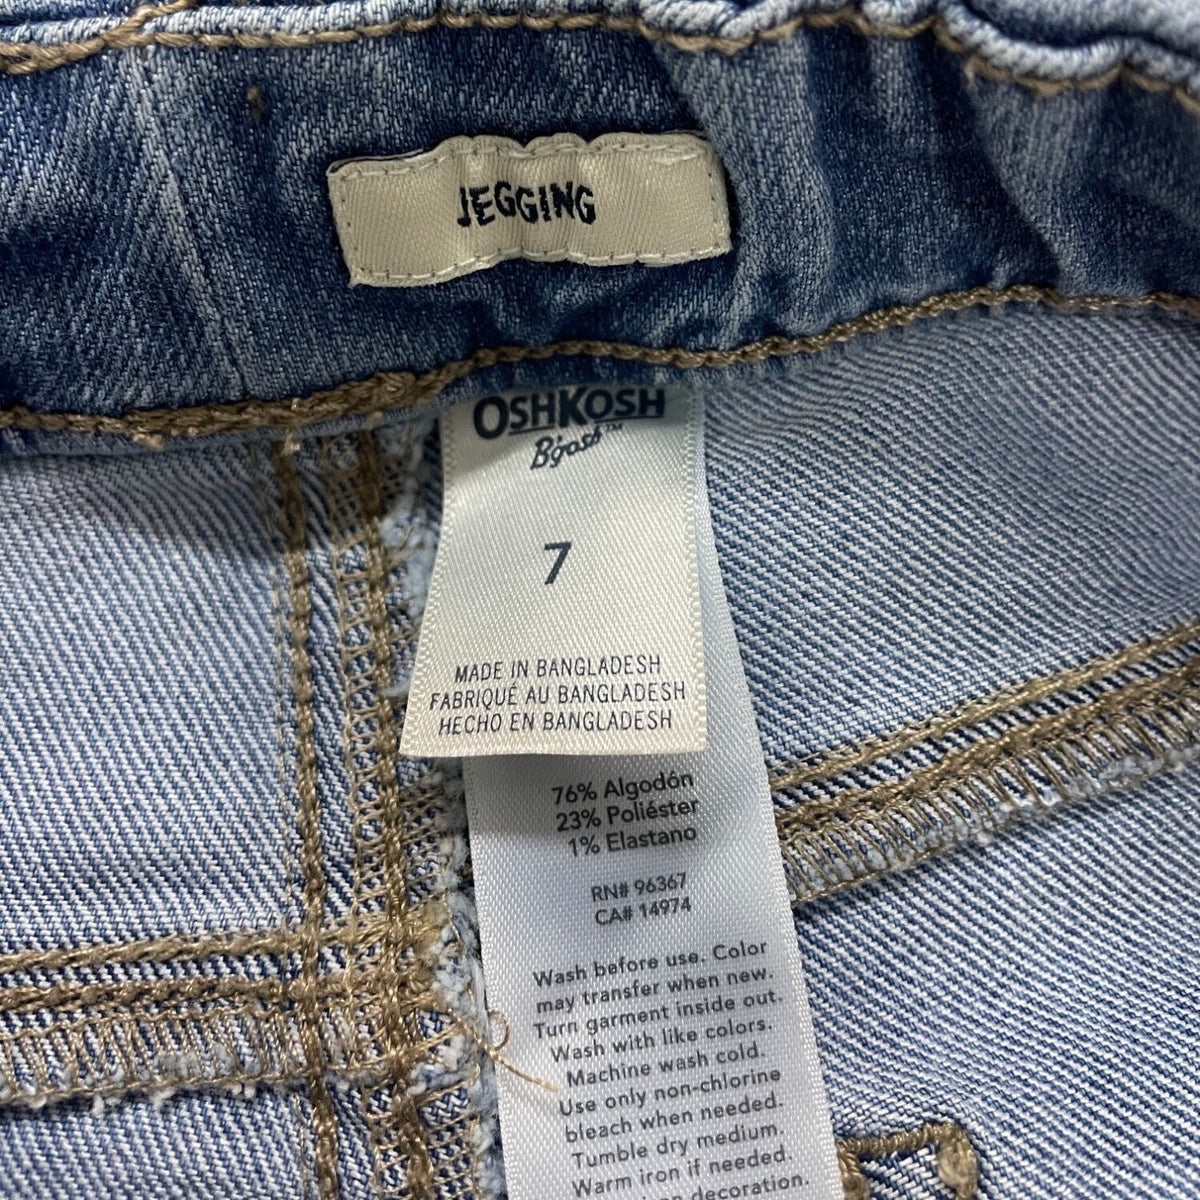 JEGGING
OSHKOSH
B'gosh™
7
MADE IN BANGLADESH
FABRIQUÉ AU BANGLADESH
HECHO EN BANGLADESH
76% Algodón
23% Poliéster
1% Elastano
RN# 96367
CA# 14974
Wash before use. Color
may transfer when new.
Turn garment inside out.
Wash with like colors.
Machine wash cold.
Use only non-chlorine
bleach when needed.
Tumble dry medium.
Warm iron if needed.
decoration.